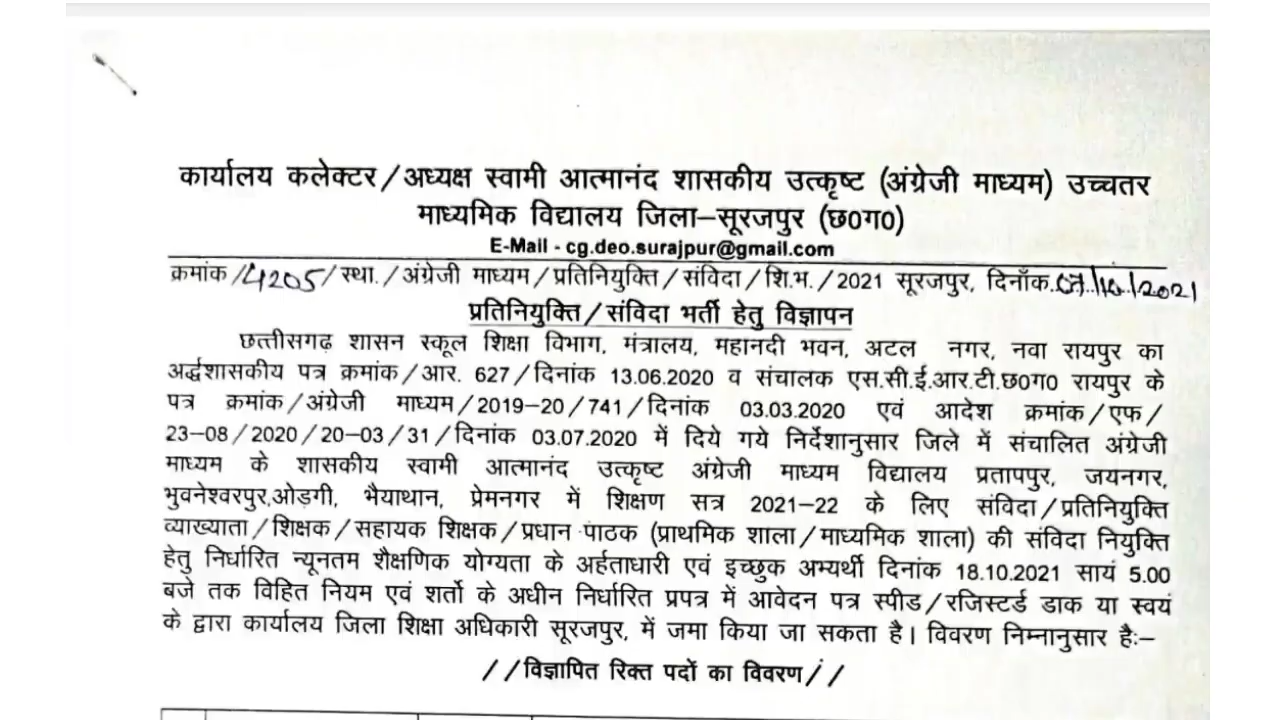 कार्यालय कलेक्टर/अध्यक्ष स्वामी आत्मानंद शासकीय उत्कृष्ट (अंग्रेजी माध्यम) उच्चतर
माध्यमिक विद्यालय जिला–सूरजपुर (छ0ग0)
E-Mail - cg.deo.surajpur@gmail.com
क्रमांक/4205/स्था./अंग्रेजी माध्यम/प्रतिनियुक्ति/संविदा/शि.भ./2021 सूरजपुर, दिनाँक.07/10/2021
प्रतिनियुक्ति/संविदा भर्ती हेतु विज्ञापन
छत्तीसगढ़ शासन स्कूल शिक्षा विभाग, मंत्रालय, महानदी भवन, अटल नगर, नवा रायपुर का
अर्द्धशासकीय पत्र क्रमांक/आर. 627/दिनांक 13.06.2020 व संचालक एस.सी.ई.आर.टी.छ0ग0 रायपुर के
पत्र क्रमांक/अंग्रेजी माध्यम/2019-20/741/दिनांक 03.03.2020 एवं आदेश क्रमांक/एफ/
23–08/2020/20–03/31/दिनांक 03.07.2020 में दिये गये निर्देशानुसार जिले में संचालित अंग्रेजी
माध्यम के शासकीय स्वामी आत्मानंद उत्कृष्ट अंग्रेजी माध्यम विद्यालय प्रतापपुर, जयनगर,
भुवनेश्वरपुर,ओड़गी, भैयाथान, प्रेमनगर में शिक्षण सत्र 2021–22 के लिए संविदा/प्रतिनियुक्ति
व्याख्याता/शिक्षक/सहायक शिक्षक/प्रधान पाठक (प्राथमिक शाला/माध्यमिक शाला) की संविदा नियुक्ति
हेतु निर्धारित न्यूनतम शैक्षणिक योग्यता के अर्हताधारी एवं इच्छुक अभ्यर्थी दिनांक 18.10.2021 सायं 5.00
बजे तक विहित नियम एवं शर्तो के अधीन निर्धारित प्रपत्र में आवेदन पत्र स्पीड/रजिस्टर्ड डाक या स्वयं
के द्वारा कार्यालय जिला शिक्षा अधिकारी सूरजपुर, में जमा किया जा सकता है। विवरण निम्नानुसार है:–
//विज्ञापित रिक्त पदों का विवरण//